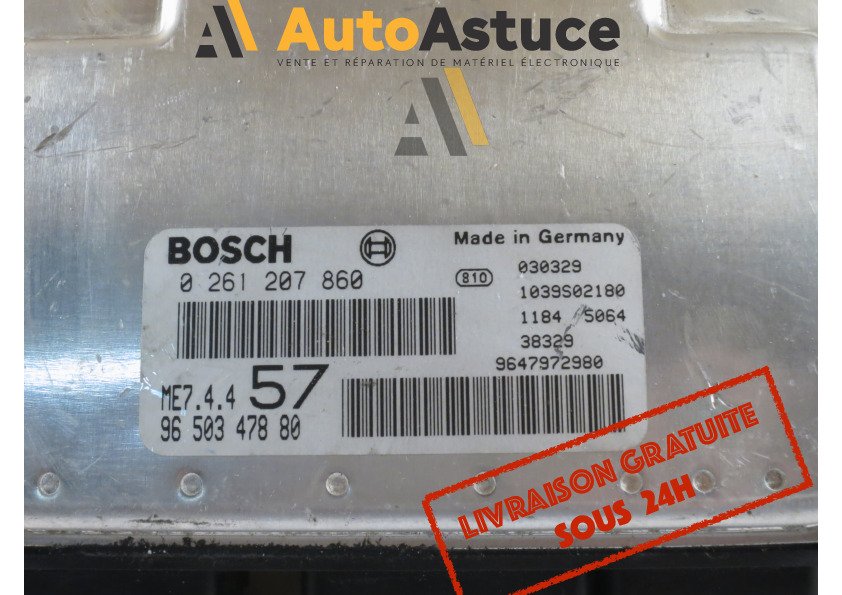 AutoAstuce
VENTE ET RÉPARATION DE MATÉRIEL ÉLECTRONIQUE
BOSCH
Made in Germany
0 261 207 860
810
030329
1039S02180
1184 S064
38329
9647972980
ME7.4.4 57
96 503 478 80
LIVRAISON GRATUITE
SOUS 24H